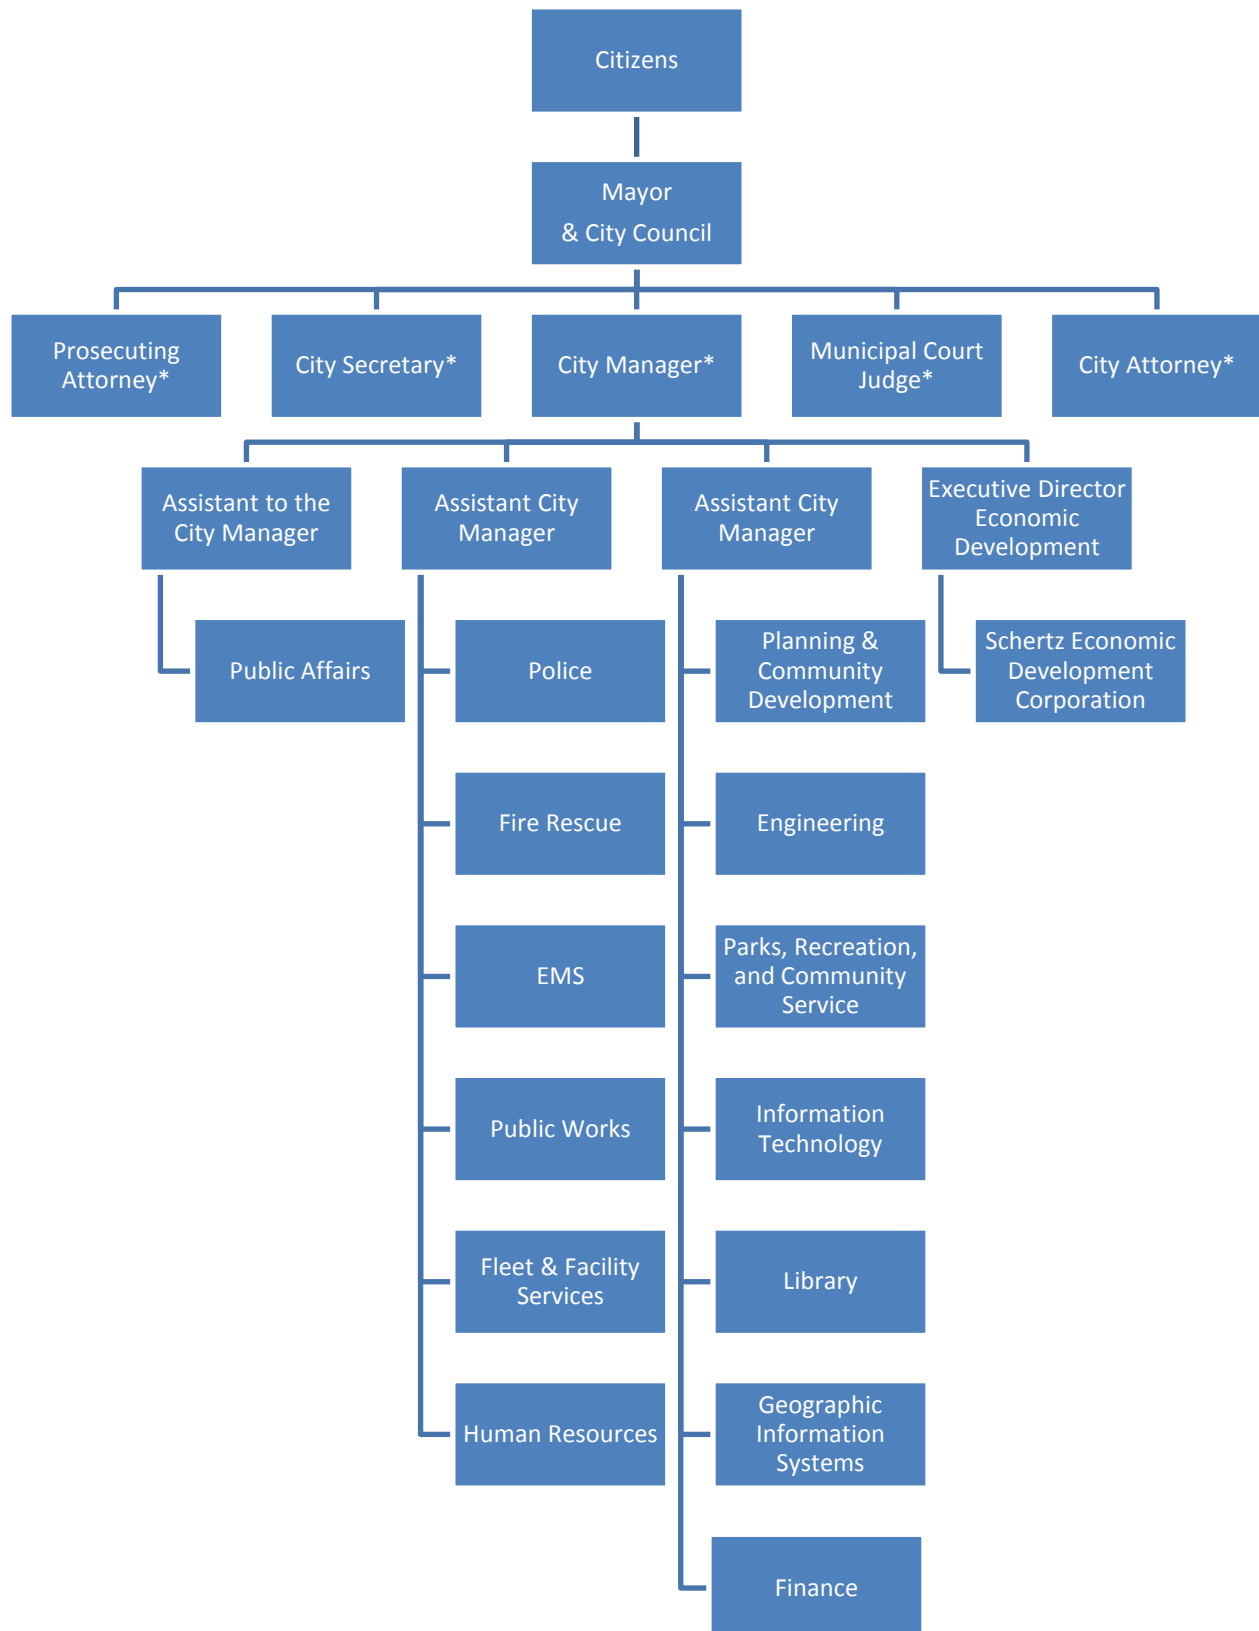 Citizens
Mayor
& City Council
Prosecuting
Attorney*
City Secretary*
City Manager*
Municipal Court
Judge*
City Attorney*
Assistant to the
City Manager
Assistant City
Manager
Assistant City
Manager
Executive Director
Economic
Development
Public Affairs
Police
Planning &
Community
Development
Schertz Economic
Development
Corporation
Fire Rescue
Engineering
EMS
Parks, Recreation,
and Community
Service
Public Works
Information
Technology
Fleet & Facility
Services
Library
Human Resources
Geographic
Information
Systems
Finance